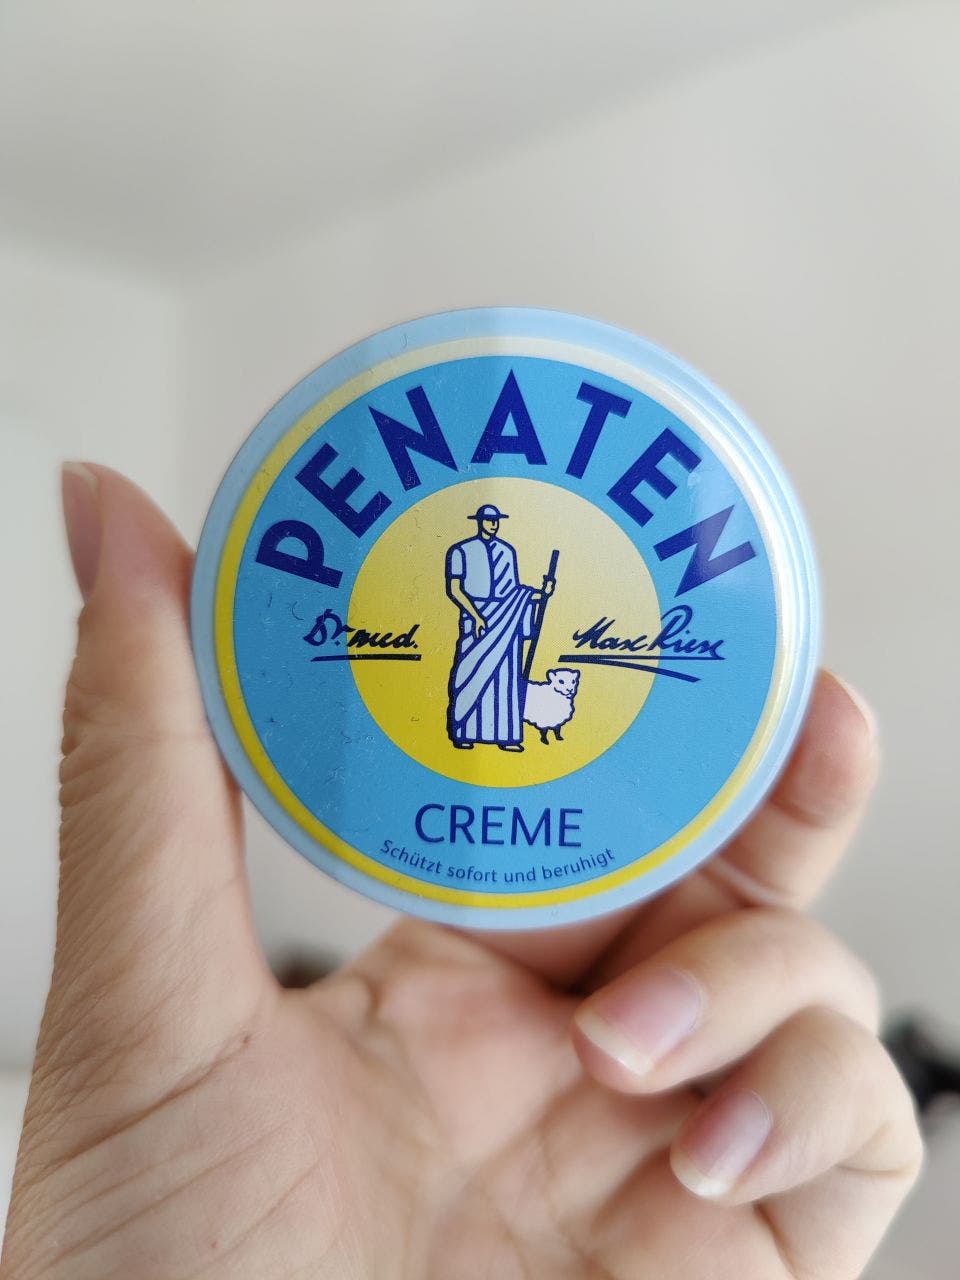 PENATEN
Dr. med. Max Riese
CREME
Schützt sofort und beruhigt